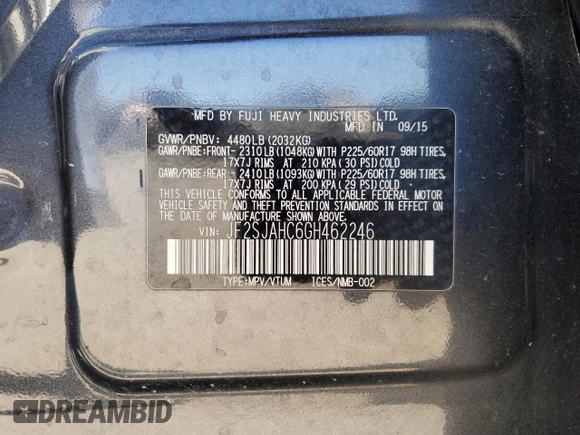 MFD BY FUJI HEAVY INDUSTRIES LTD.
IN JAPAN 09/15
GVWR/PNBV: 4480LB(2032KG)
GAWR/PNBE:FRONT- 2310LB(1048KG)WITH P225/60R17 98H TIRES,
17X7J RIMS AT 210 KPA(30 PSI)COLD
GAWR/PNBE:REAR - 2410LB(1093KG)WITH P225/60R17 98H TIRES,
17X7J RIMS AT 200 KPA(29 PSI)COLD
THIS VEHICLE CONFORMS TO ALL APPLICABLE FEDERAL MOTOR
VEHICLE SAFETY AND BUMPER STANDARDS IN EFFECT ON THE
DATE OF MANUFACTURE SHOWN ABOVE.
VIN: JF2SJAHC6GH462246
TYPE:MPV/VTUM ICES/NMB-002
DREAMBID